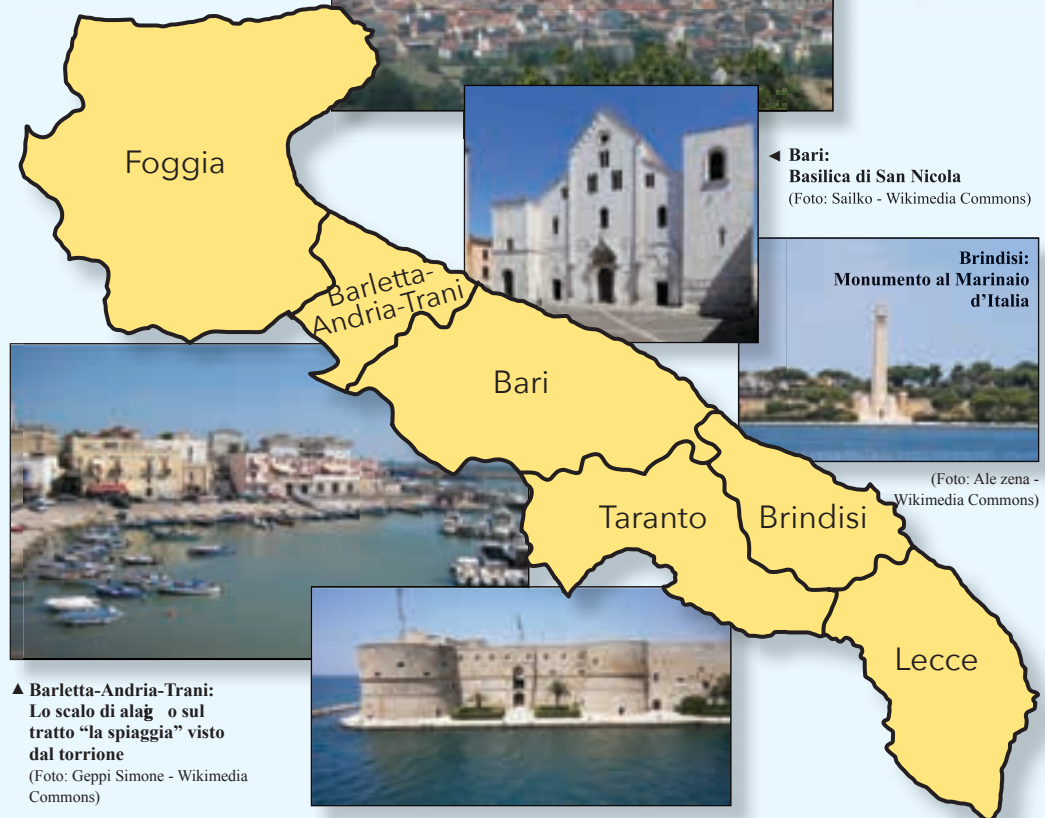 Foggia
◄ Bari:
Basilica di San Nicola
(Foto: Sailko - Wikimedia Commons)
Barletta-
Andria-Trani
Brindisi:
Monumento al Marinaio
d’Italia
Bari
(Foto: Ale zena -
Wikimedia Commons)
Taranto
Brindisi
Lecce
▲ Barletta-Andria-Trani:
Lo scalo di alag o sul
tratto “la spiaggia” visto
dal torrione
(Foto: Geppi Simone - Wikimedia
Commons)